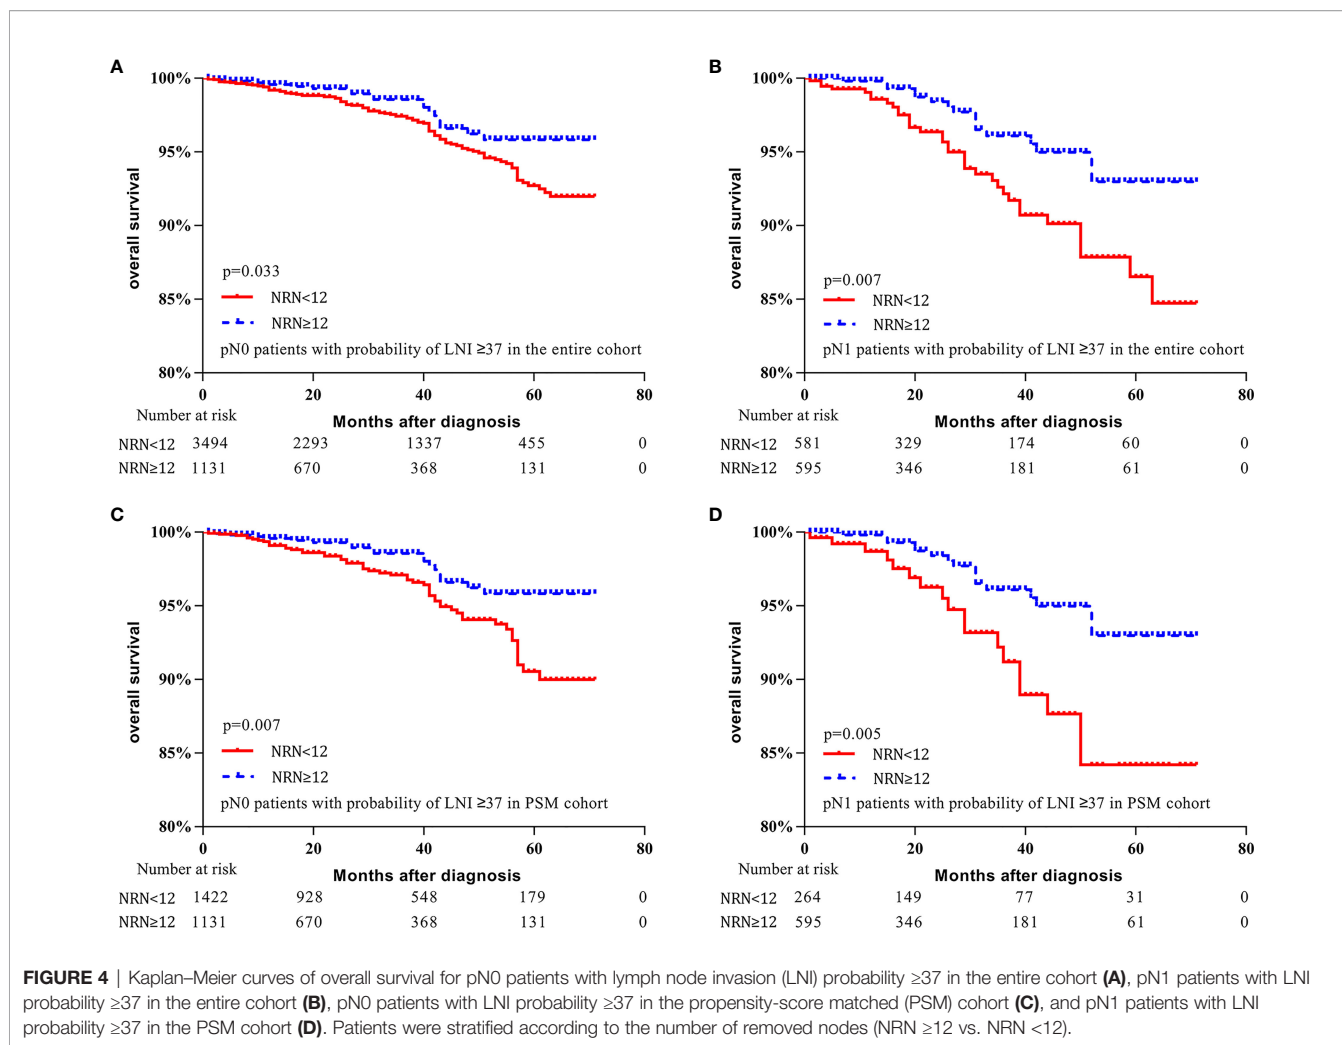 A
100%
95%
90%
85%
80%
overall survival
p=0.033
NRN<12
NRN≥12
pN0 patients with probability of LNI ≥37 in the entire cohort
0 20 40 60 80
Number at risk
Months after diagnosis
NRN<12 3494 2293 1337 455 0
NRN≥12 1131 670 368 131 0
B
100%
95%
90%
85%
80%
overall survival
p=0.007
NRN<12
NRN≥12
pN1 patients with probability of LNI ≥37 in the entire cohort
0 20 40 60 80
Number at risk
Months after diagnosis
NRN<12 581 329 174 60 0
NRN≥12 595 346 181 61 0
C
100%
95%
90%
85%
80%
overall survival
p=0.007
NRN<12
NRN≥12
pN0 patients with probability of LNI ≥37 in PSM cohort
0 20 40 60 80
Number at risk
Months after diagnosis
NRN<12 1422 928 548 179 0
NRN≥12 1131 670 368 131 0
D
100%
95%
90%
85%
80%
overall survival
p=0.005
NRN<12
NRN≥12
pN1 patients with probability of LNI ≥37 in PSM cohort
0 20 40 60 80
Number at risk
Months after diagnosis
NRN<12 264 149 77 31 0
NRN≥12 595 346 181 61 0
FIGURE 4 | Kaplan–Meier curves of overall survival for pN0 patients with lymph node invasion (LNI) probability ≥37 in the entire cohort (A), pN1 patients with LNI
probability ≥37 in the entire cohort (B), pN0 patients with LNI probability ≥37 in the propensity-score matched (PSM) cohort (C), and pN1 patients with LNI
probability ≥37 in the PSM cohort (D). Patients were stratified according to the number of removed nodes (NRN ≥12 vs. NRN <12).